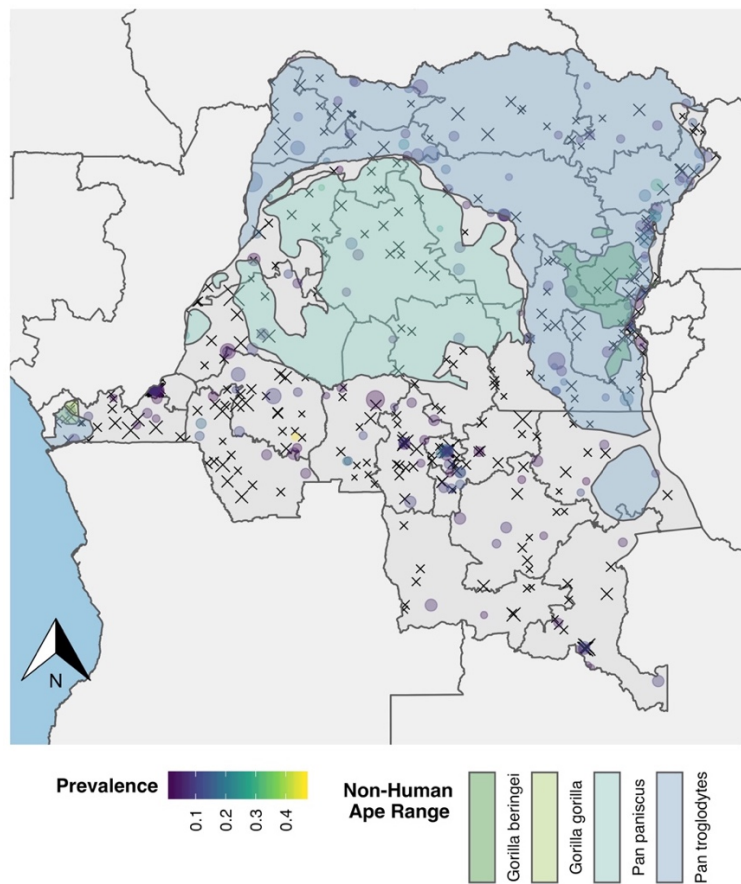 N
Prevalence
0.1
0.2
0.3
0.4
Non-Human
Ape Range
Gorilla beringei
Gorilla gorilla
Pan paniscus
Pan troglodytes